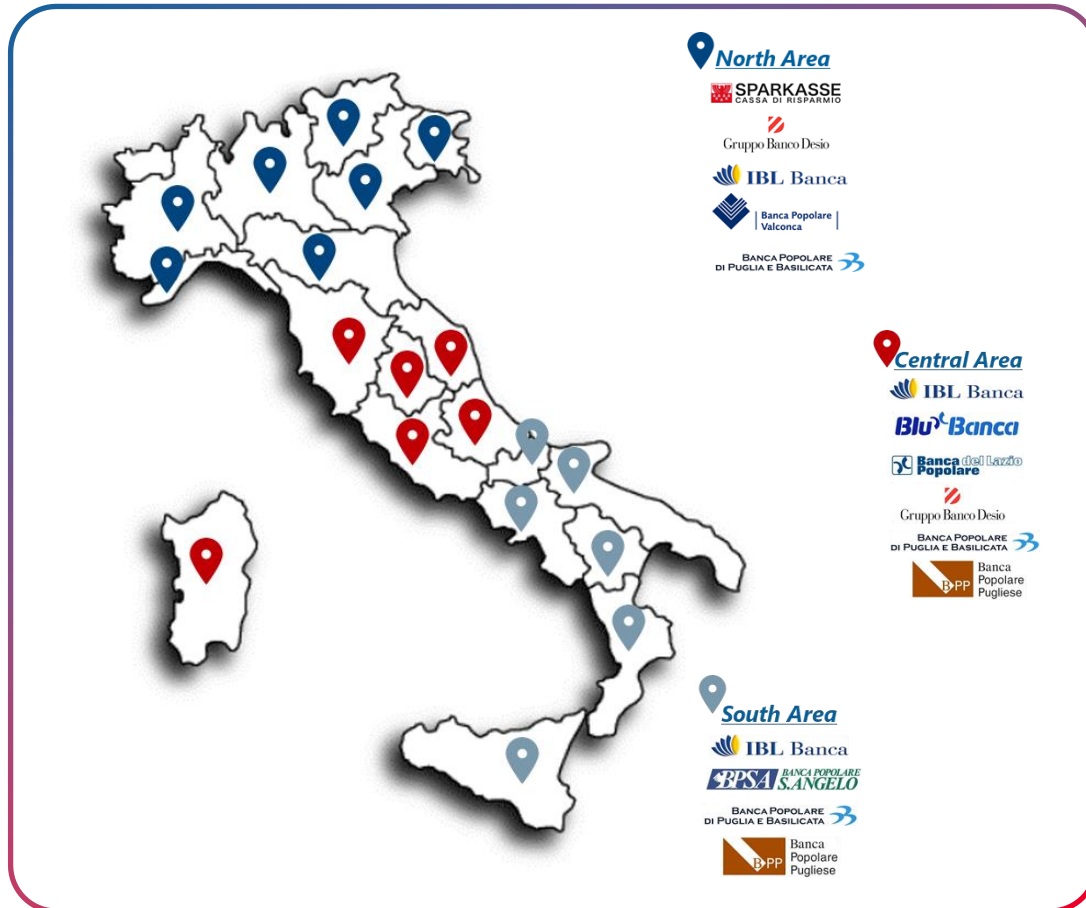 North Area
SPARKASSE
CASSA DI RISPARMIO
Gruppo Banco Desio
IBL Banca
Banca Popolare
Valconca
BANCA POPOLARE
DI PUGLIA E BASILICATA
Central Area
IBL Banca
Blu Banca
Banca del Lazio
Popolare
Gruppo Banco Desio
BANCA POPOLARE
DI PUGLIA E BASILICATA
BPP
Banca
Popolare
Pugliese
South Area
IBL Banca
BPSA BANCA POPOLARE
S.ANGELO
BANCA POPOLARE
DI PUGLIA E BASILICATA
BPP
Banca
Popolare
Pugliese